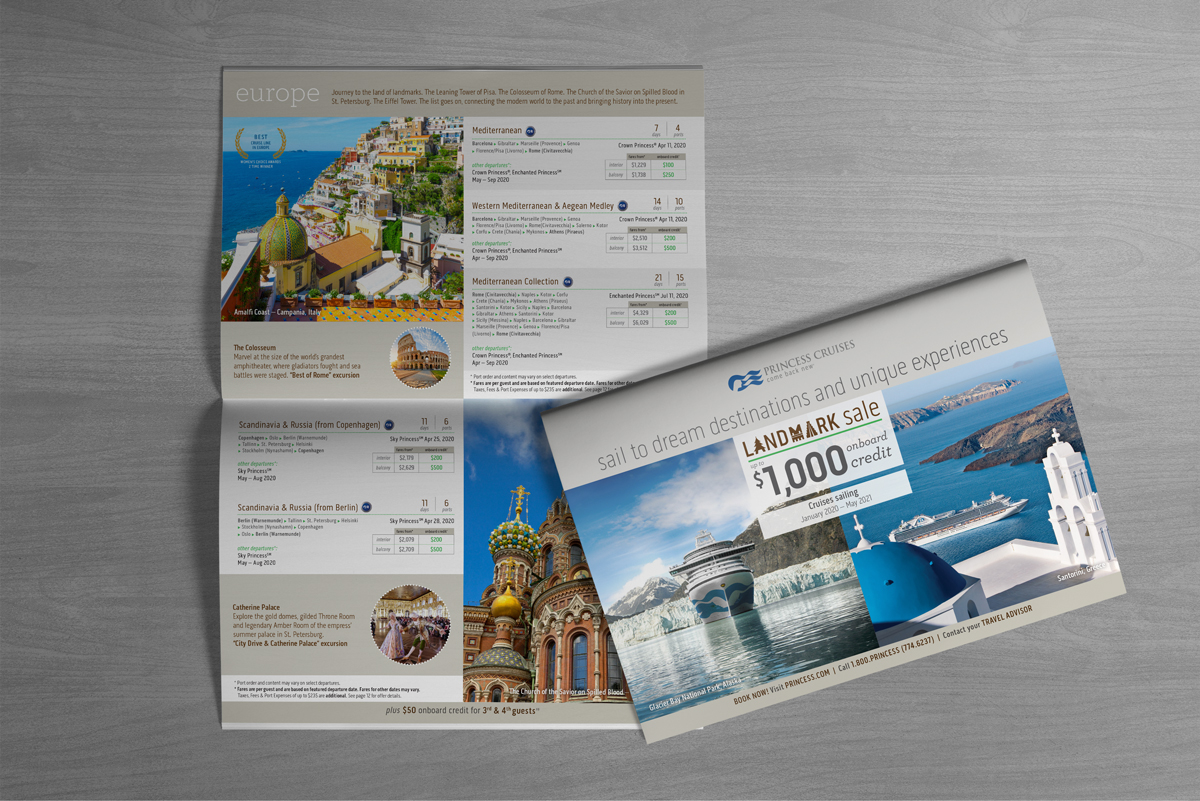 europe
Journey to the land of landmarks. The Leaning Tower of Pisa. The Colosseum of Rome. The Church of the Savior on Spilled Blood in
St. Petersburg. The Eiffel Tower. The list goes on, connecting the modern world to the past and bringing history into the present.
BEST
CRUISE LINE
IN EUROPE
Amalfi Coast – Campania, Italy
The Colosseum
Marvel at the size of the world's grandest
amphitheater, where gladiators fought and sea
battles were staged. "Best of Rome" excursion
Mediterranean
7 days 4 ports
Barcelona ▸ Gibraltar ▸ Marseille (Provence) ▸ Genoa
▸ Florence/Pisa (Livorno) ▸ Rome (Civitavecchia)
Crown Princess® Apr 11, 2020
fares from* onboard credit*
interior $1,229 $100
balcony $1,738 $250
other departures*:
Crown Princess®, Enchanted Princess℠
May – Sep 2020
Western Mediterranean & Aegean Medley
14 days 10 ports
Barcelona ▸ Gibraltar ▸ Marseille (Provence) ▸ Genoa
▸ Florence/Pisa (Livorno) ▸ Rome(Civitavecchia) ▸ Salerno ▸ Kotor
▸ Corfu ▸ Crete (Chania) ▸ Mykonos ▸ Athens (Piraeus)
Crown Princess® Apr 11, 2020
fares from* onboard credit*
interior $2,510 $200
balcony $3,512 $500
other departures*:
Crown Princess®, Enchanted Princess℠
Apr – Sep 2020
Mediterranean Collection
21 days 15 ports
Rome (Civitavecchia) ▸ Naples ▸ Kotor ▸ Corfu
▸ Crete (Chania) ▸ Mykonos ▸ Athens (Piraeus)
▸ Santorini ▸ Kotor ▸ Sicily ▸ Naples ▸ Barcelona
▸ Gibraltar ▸ Athens ▸ Santorini ▸ Kotor
▸ Sicily (Messina) ▸ Naples ▸ Barcelona ▸ Gibraltar
▸ Marseille (Provence) ▸ Genoa ▸ Florence/Pisa
(Livorno) ▸ Rome (Civitavecchia)
Enchanted Princess℠ Jul 11, 2020
fares from* onboard credit*
interior $4,329 $200
balcony $6,029 $500
other departures*:
Crown Princess®, Enchanted Princess℠
Apr – Sep 2020
* Port order and content may vary on select departures.
* Fares are per guest and are based on featured departure date. Fares for other
Taxes, Fees & Port Expenses of up to $235 are additional. See page 12 for
Scandinavia & Russia (from Copenhagen)
11 days 6 ports
Copenhagen ▸ Oslo ▸ Berlin (Warnemunde)
▸ Tallinn ▸ St. Petersburg ▸ Helsinki
▸ Stockholm (Nynashamn) ▸ Copenhagen
Sky Princess℠ Apr 25, 2020
fares from* onboard credit*
interior $2,179 $200
balcony $2,629 $500
other departures*:
Sky Princess℠
May – Aug 2020
Scandinavia & Russia (from Berlin)
11 days 6 ports
Berlin (Warnemunde) ▸ Tallinn ▸ St. Petersburg ▸ Helsinki
▸ Stockholm (Nynashamn) ▸ Copenhagen
▸ Oslo ▸ Berlin (Warnemunde)
Sky Princess℠ Apr 28, 2020
fares from* onboard credit*
interior $2,079 $200
balcony $2,709 $500
other departures*:
Sky Princess℠
May – Aug 2020
Catherine Palace
Explore the gold domes, gilded Throne Room
and legendary Amber Room of the empress'
summer palace in St. Petersburg.
"City Drive & Catherine Palace" excursion
* Port order and content may vary on select departures.
* Fares are per guest and are based on featured departure date. Fares for other dates may vary.
Taxes, Fees & Port Expenses of up to $235 are additional. See page 12 for offer details.
The Church of the Savior on Spilled Blood
plus $50 onboard credit for 3rd & 4th guests
PRINCESS CRUISES
come back new
sail to dream destinations and unique experiences
LANDMARK sale
up to
$1,000 onboard credit
Cruises sailing
January 2020 – May 2021
Glacier Bay National Park, Alaska
Santorini, Greece
BOOK NOW! Visit PRINCESS.COM | Call 1.800.PRINCESS (774.6237) | Contact your TRAVEL ADVISOR